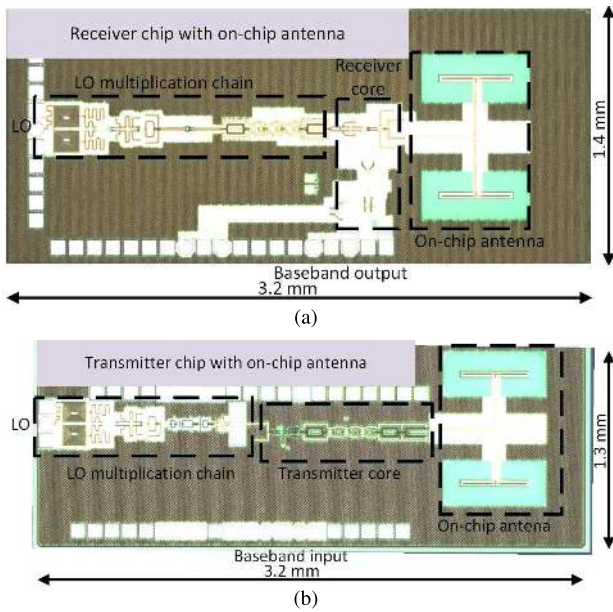 Receiver chip with on-chip antenna
LO multiplication chain
Receiver
core
LO
1.4 mm
On-chip antenna
Baseband output
3.2 mm
(a)
Transmitter chip with on-chip antenna
LO
LO multiplication chain
Transmitter core
1.3 mm
On-chip antena
Baseband input
3.2 mm
(b)